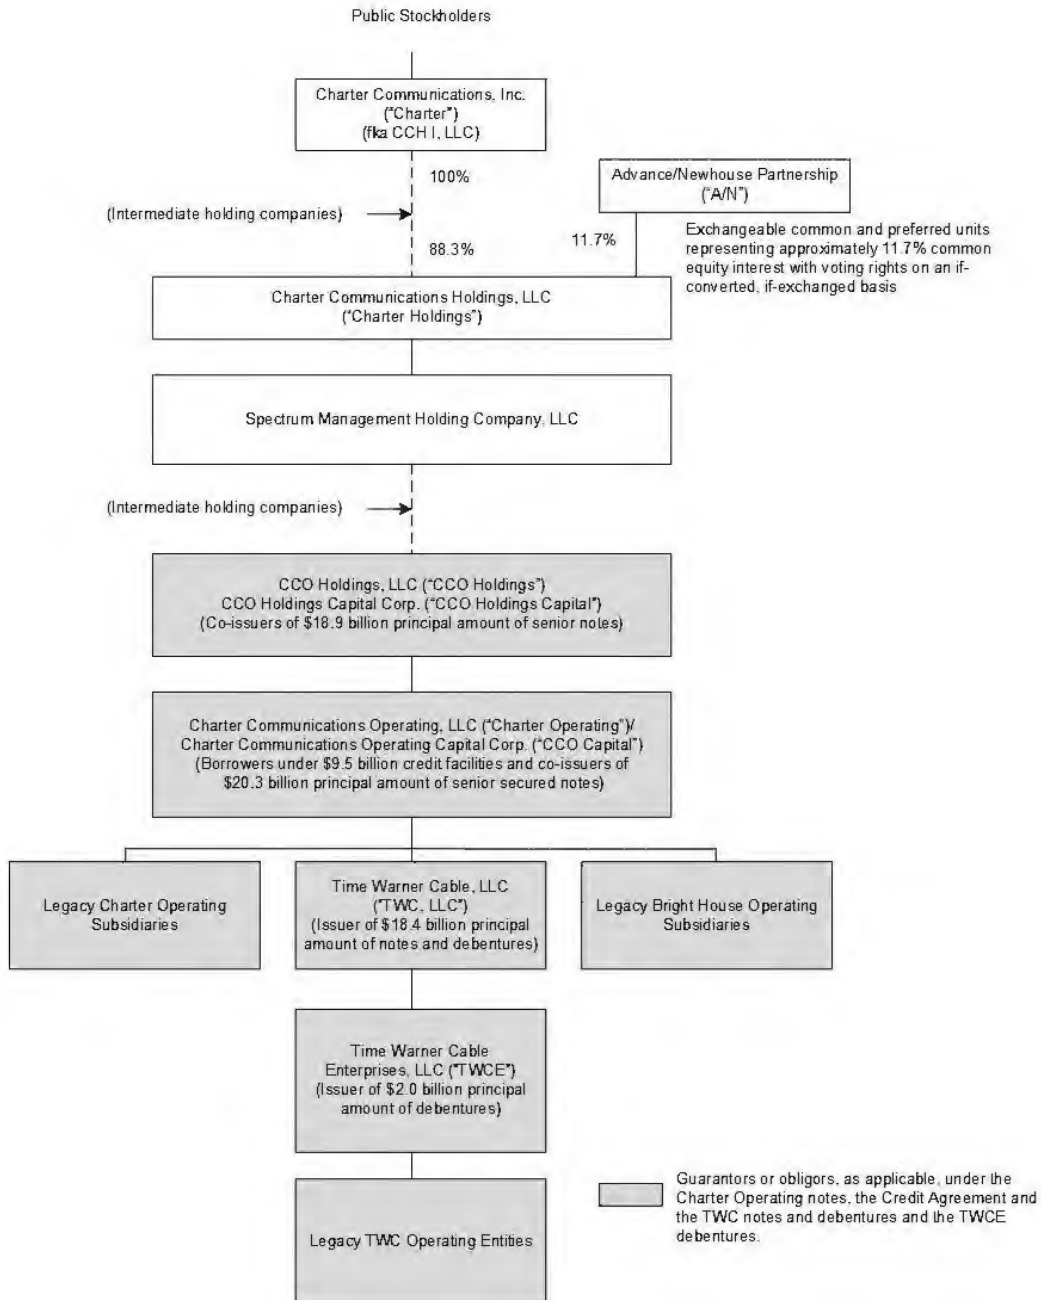 Public Stockholders
Charter Communications, Inc.
("Charter")
(fka CCH I, LLC)
100%
Advance/Newhouse Partnership
("A/N")
(Intermediate holding companies)
88.3%
11.7%
Exchangeable common and preferred units
representing approximately 11.7% common
equity interest with voting rights on an if-
converted, if-exchanged basis
Charter Communications Holdings, LLC
("Charter Holdings")
Spectrum Management Holding Company, LLC
(Intermediate holding companies)
CCO Holdings, LLC ("CCO Holdings")
CCO Holdings Capital Corp. ("CCO Holdings Capital")
(Co-issuers of $18.9 billion principal amount of senior notes)
Charter Communications Operating, LLC ("Charter Operating")/
Charter Communications Operating Capital Corp. ("CCO Capital")
(Borrowers under $9.5 billion credit facilities and co-issuers of
$20.3 billion principal amount of senior secured notes)
Legacy Charter Operating
Subsidiaries
Time Warner Cable, LLC
("TWC, LLC")
(Issuer of $18.4 billion principal
amount of notes and debentures)
Legacy Bright House Operating
Subsidiaries
Time Warner Cable
Enterprises, LLC ("TWCE")
(Issuer of $2.0 billion principal
amount of debentures)
Legacy TWC Operating Entities
Guarantors or obligors, as applicable, under the
Charter Operating notes, the Credit Agreement and
the TWC notes and debentures and the TWCE
debentures.